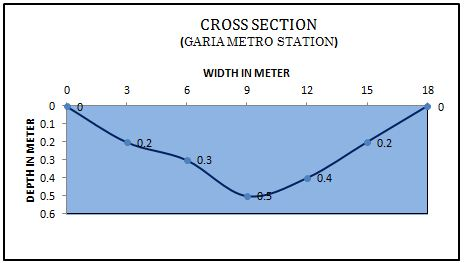 CROSS SECTION
(GARIA METRO STATION)
WIDTH IN METER
0 3 6 9 12 15 18
DEPTH IN METER
0
0.1
0.2
0.3
0.4
0.5
0.6
0
0.2
0.3
0.5
0.4
0.2
0